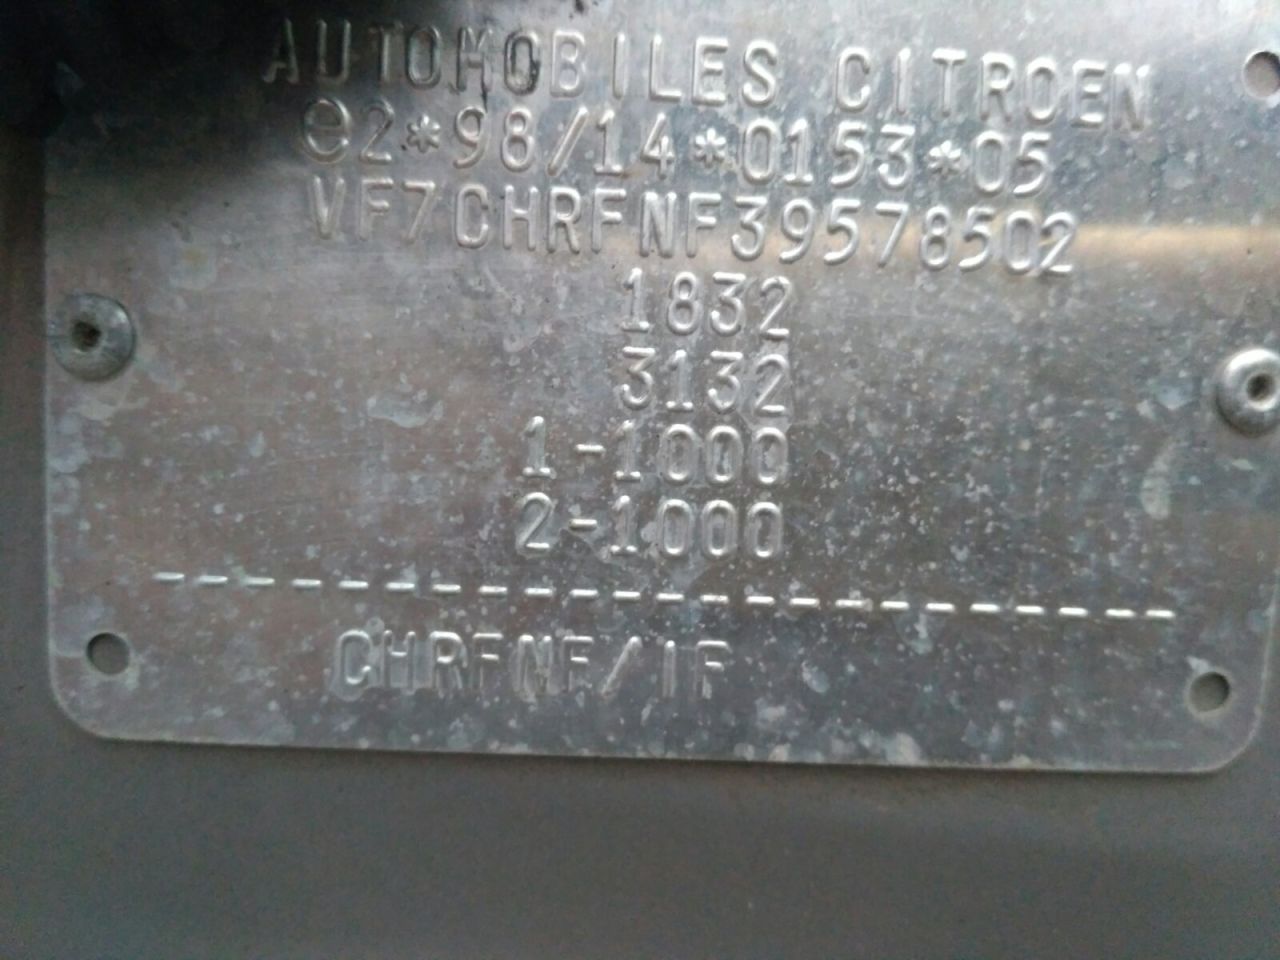 AUTOMOBILES CITROEN
e2*98/14*0153*05
VF7CHRFNF39578502
1832
3132
1-1000
2-1000
-----------------------
CHRFNF/IF